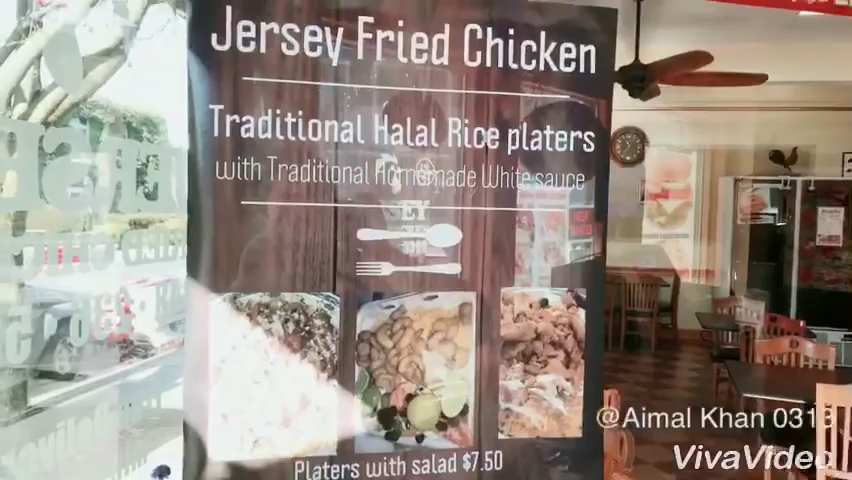 Jersey Fried Chicken
Traditional Halal Rice platers
with Traditional Homemade White sauce
Platers with salad $7.50
@Aimal Khan 0313
VivaVideo